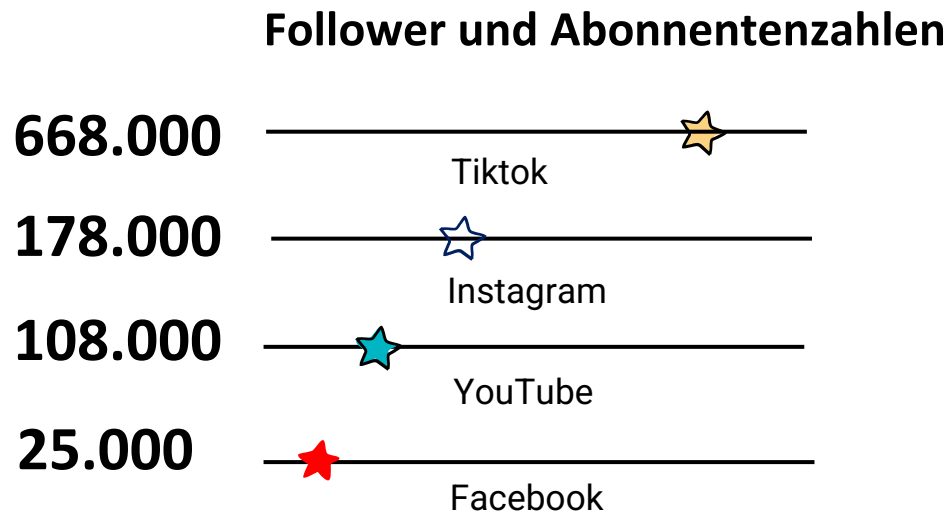 Follower und Abonnentenzahlen
668.000
Tiktok
178.000
Instagram
108.000
YouTube
25.000
Facebook